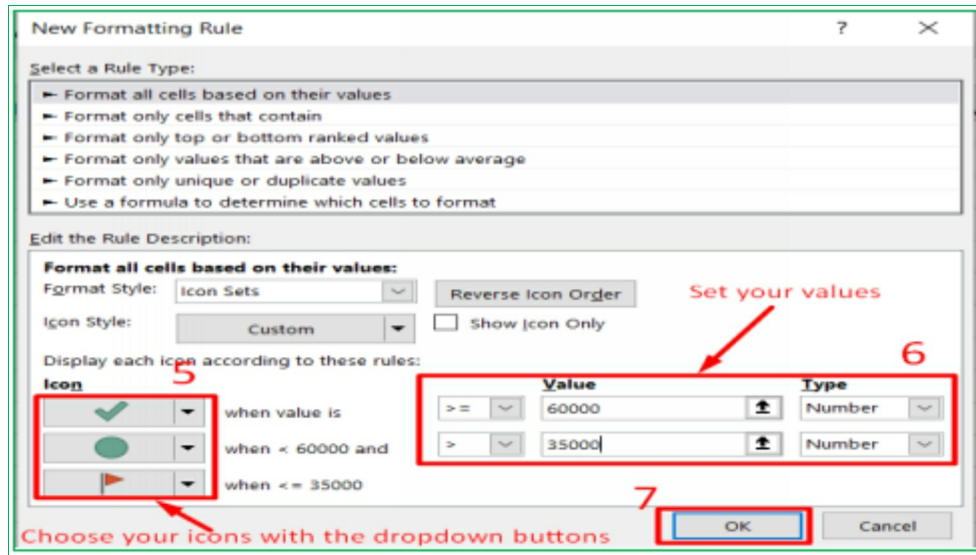 New Formatting Rule ? ×
Select a Rule Type:
► Format all cells based on their values
► Format only cells that contain
► Format only top or bottom ranked values
► Format only values that are above or below average
► Format only unique or duplicate values
► Use a formula to determine which cells to format
Edit the Rule Description:
Format all cells based on their values:
Format Style: Icon Sets Reverse Icon Order Set your values
Icon Style: Custom Show Icon Only
Display each icon according to these rules:
5 6
Icon Value Type
when value is >= 60000 Number
when < 60000 and > 35000 Number
when <= 35000
7
Choose your icons with the dropdown buttons OK Cancel